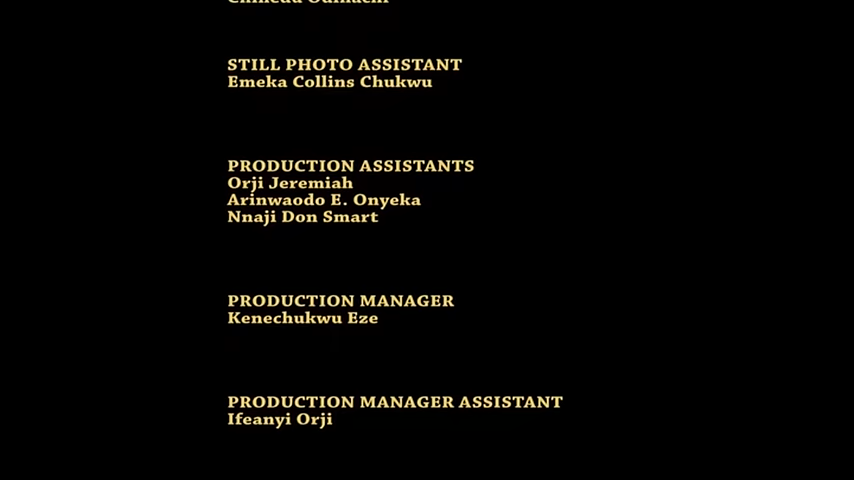 STILL PHOTO ASSISTANT
Emeka Collins Chukwu
PRODUCTION ASSISTANTS
Orji Jeremiah
Arinwaodo E. Onyeka
Nnaji Don Smart
PRODUCTION MANAGER
Kenechukwu Eze
PRODUCTION MANAGER ASSISTANT
Ifeanyi Orji